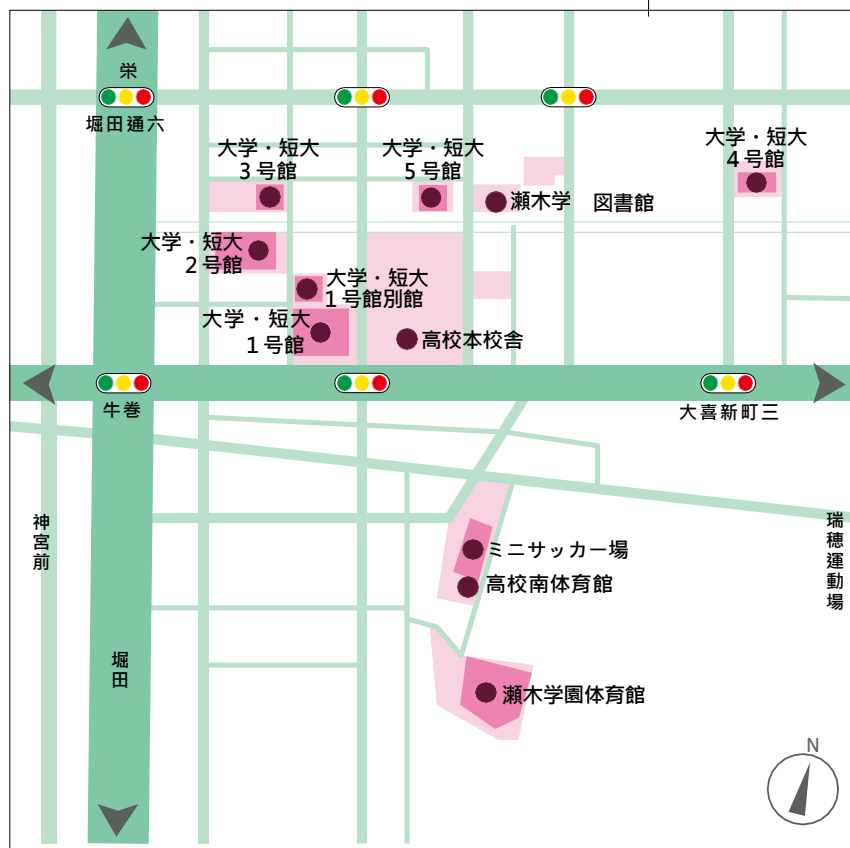 栄
堀田通六
大学・短大
3号館
大学・短大
5号館
大学・短大
4号館
瀬木学　図書館
大学・短大
2号館
大学・短大
1号館別館
大学・短大
1号館
高校本校舎
牛巻
大喜新町三
神宮前
瑞穂運動場
ミニサッカー場
高校南体育館
堀田
瀬木学園体育館
N